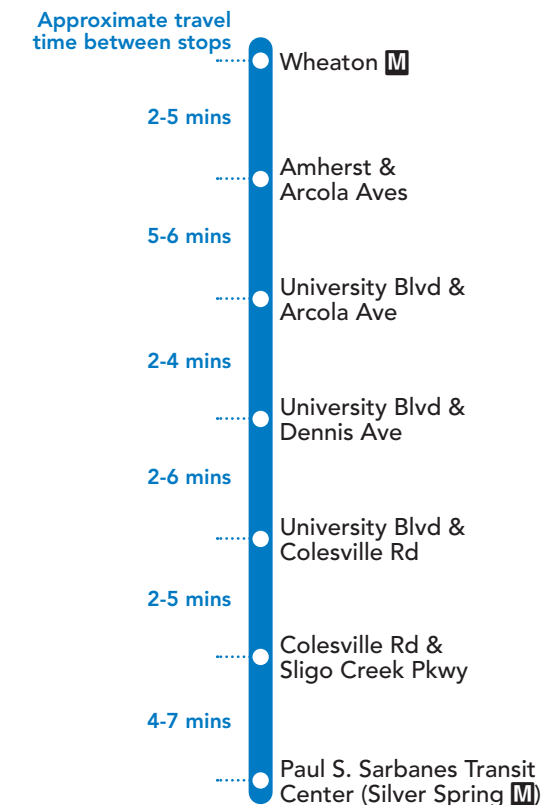 Approximate travel
time between stops
Wheaton M
2-5 mins
Amherst &
Arcola Aves
5-6 mins
University Blvd &
Arcola Ave
2-4 mins
University Blvd &
Dennis Ave
2-6 mins
University Blvd &
Colesville Rd
2-5 mins
Colesville Rd &
Sligo Creek Pkwy
4-7 mins
Paul S. Sarbanes Transit
Center (Silver Spring M)